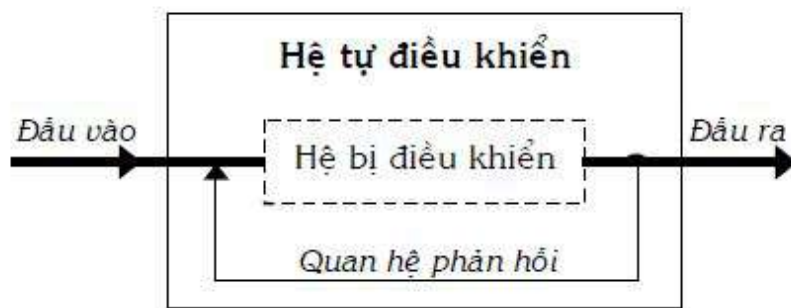 Hệ tự điều khiển
Đầu vào
Đầu ra
Hệ bị điều khiển
Quan hệ phản hồi